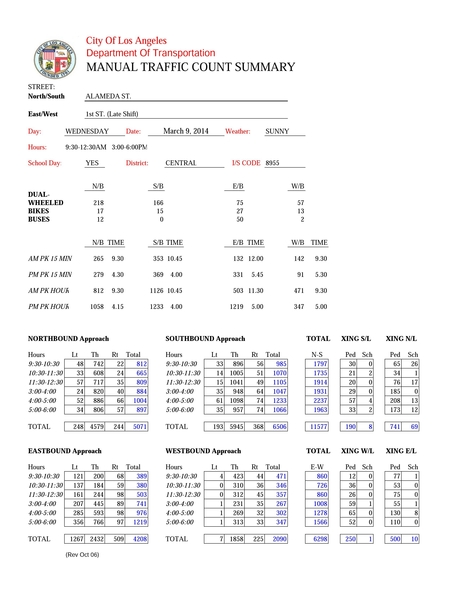 City Of Los Angeles
Department Of Transportation
MANUAL TRAFFIC COUNT SUMMARY
STREET:
North/South ALAMEDA ST.
East/West 1st ST. (Late Shift)
Day: WEDNESDAY Date: March 9, 2014 Weather: SUNNY
Hours: 9:30-12:30AM 3:00-6:00PM
School Day: YES District: CENTRAL I/S CODE 8955
N/B S/B E/B W/B
DUAL-
WHEELED 218 166 75 57
BIKES 17 15 27 13
BUSES 12 0 50 2
N/B TIME S/B TIME E/B TIME W/B TIME
AM PK 15 MIN 265 9.30 353 10.45 132 12.00 142 9.30
PM PK 15 MIN 279 4.30 369 4.00 331 5.45 91 5.30
AM PK HOUR 812 9.30 1126 10.45 503 11.30 471 9.30
PM PK HOUR 1058 4.15 1233 4.00 1219 5.00 347 5.00
NORTHBOUND Approach SOUTHBOUND Approach TOTAL XING S/L XING N/L
Hours Lt Th Rt Total Hours Lt Th Rt Total N-S Ped Sch Ped Sch
9:30-10:30 48 742 22 812 9:30-10:30 33 896 56 985 1797 30 0 65 26
10:30-11:30 33 608 24 665 10:30-11:30 14 1005 51 1070 1735 21 2 34 1
11:30-12:30 57 717 35 809 11:30-12:30 15 1041 49 1105 1914 20 0 76 17
3:00-4:00 24 820 40 884 3:00-4:00 35 948 64 1047 1931 29 0 185 0
4:00-5:00 52 886 66 1004 4:00-5:00 61 1098 74 1233 2237 57 4 208 13
5:00-6:00 34 806 57 897 5:00-6:00 35 957 74 1066 1963 33 2 173 12
TOTAL 248 4579 244 5071 TOTAL 193 5945 368 6506 11577 190 8 741 69
EASTBOUND Approach WESTBOUND Approach TOTAL XING W/L XING E/L
Hours Lt Th Rt Total Hours Lt Th Rt Total E-W Ped Sch Ped Sch
9:30-10:30 121 200 68 389 9:30-10:30 4 423 44 471 860 12 0 77 1
10:30-11:30 137 184 59 380 10:30-11:30 0 310 36 346 726 36 0 53 0
11:30-12:30 161 244 98 503 11:30-12:30 0 312 45 357 860 26 0 75 0
3:00-4:00 207 445 89 741 3:00-4:00 1 231 35 267 1008 59 1 55 1
4:00-5:00 285 593 98 976 4:00-5:00 1 269 32 302 1278 65 0 130 8
5:00-6:00 356 766 97 1219 5:00-6:00 1 313 33 347 1566 52 0 110 0
TOTAL 1267 2432 509 4208 TOTAL 7 1858 225 2090 6298 250 1 500 10
(Rev Oct 06)